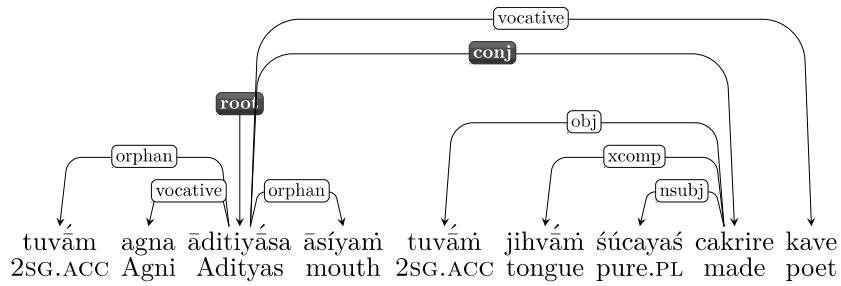 vocative
conj
root
obj
orphan xcomp
vocative orphan nsubj
tuvā́m agna ādityā́sa āsíyaṁ tuvā́ṁ jihvā́ṁ śúcayaś cakrire kave
2SG.ACC Agni Adityas mouth 2SG.ACC tongue pure.PL made poet